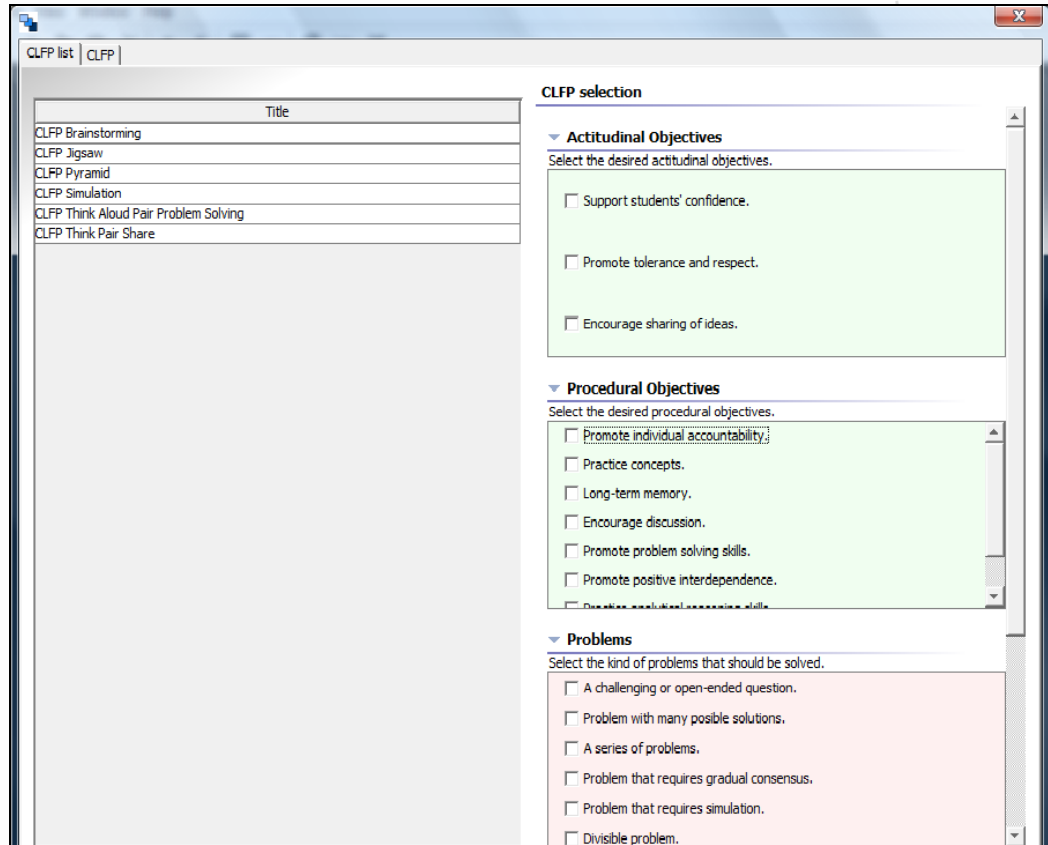 X
CLFP list
CLFP
Title
CLFP Brainstorming
CLFP Jigsaw
CLFP Pyramid
CLFP Simulation
CLFP Think Aloud Pair Problem Solving
CLFP Think Pair Share
CLFP selection
Actitudinal Objectives
Select the desired actitudinal objectives.
Support students' confidence.
Promote tolerance and respect.
Encourage sharing of ideas.
Procedural Objectives
Select the desired procedural objectives.
Promote individual accountability.
Practice concepts.
Long-term memory.
Encourage discussion.
Promote problem solving skills.
Promote positive interdependence.
Practice analytical reasoning skills
Problems
Select the kind of problems that should be solved.
A challenging or open-ended question.
Problem with many posible solutions.
A series of problems.
Problem that requires gradual consensus.
Problem that requires simulation.
Divisible problem.